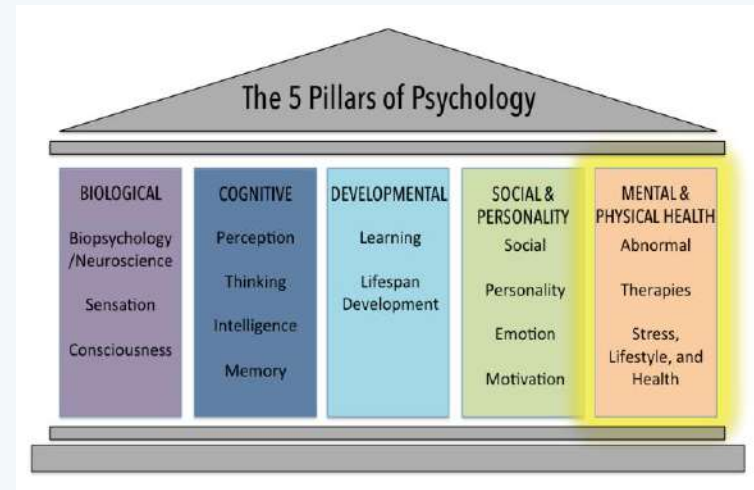 The 5 Pillars of Psychology
BIOLOGICAL
Biopsychology
/Neuroscience
Sensation
Consciousness
COGNITIVE
Perception
Thinking
Intelligence
Memory
DEVELOPMENTAL
Learning
Lifespan
Development
SOCIAL &
PERSONALITY
Social
Personality
Emotion
Motivation
MENTAL &
PHYSICAL HEALTH
Abnormal
Therapies
Stress,
Lifestyle, and
Health